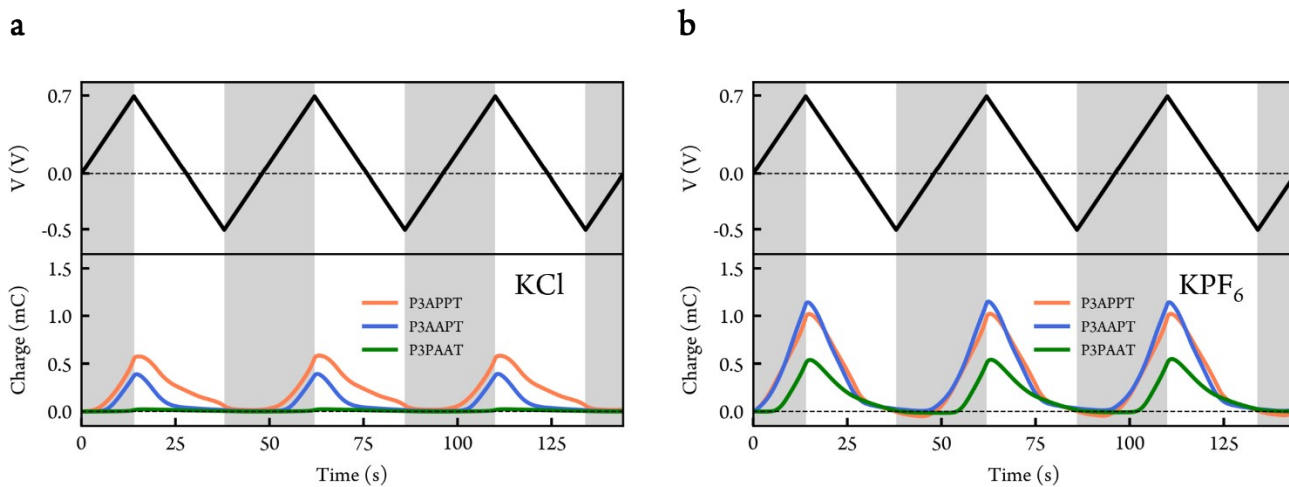 a
0.7
0.0
-0.5
V (V)
1.5
1.0
0.5
0.0
Charge (mC)
KCl
P3APPT
P3AAPT
P3PAAT
0 25 50 75 100 125
Time (s)
b
0.7
0.0
-0.5
V (V)
1.5
1.0
0.5
0.0
Charge (mC)
KPF₆
P3APPT
P3AAPT
P3PAAT
0 25 50 75 100 125
Time (s)